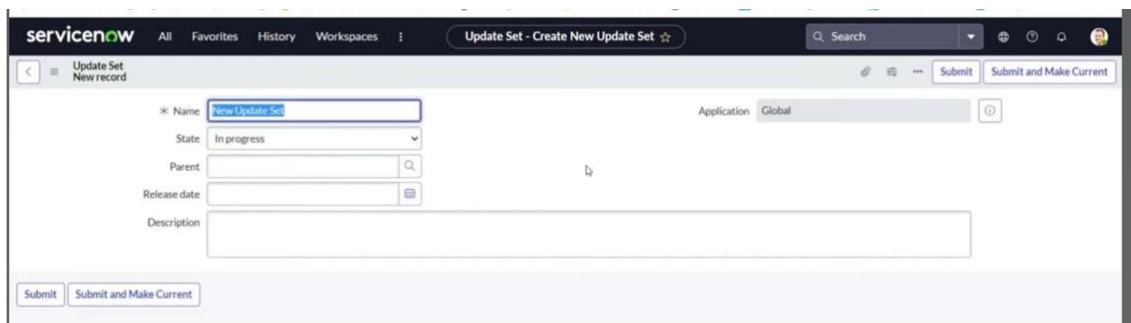 servicenow All Favorites History Workspaces Update Set - Create New Update Set Search
Update Set
New record
Submit Submit and Make Current
* Name New Update Set Application Global
State In progress
Parent
Release date
Description
Submit Submit and Make Current